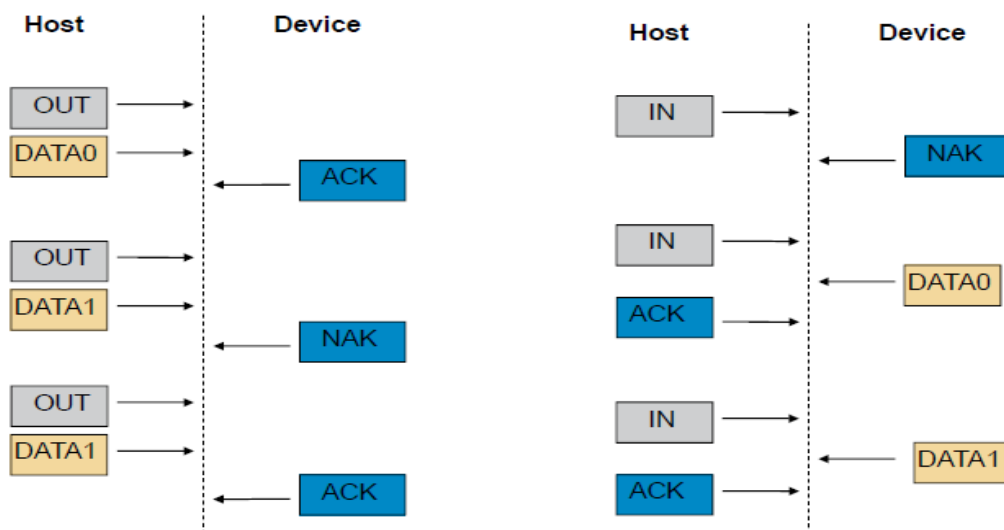 Host
Device
OUT
DATA0
ACK
OUT
DATA1
NAK
OUT
DATA1
ACK
Host
Device
IN
NAK
IN
DATA0
ACK
IN
DATA1
ACK